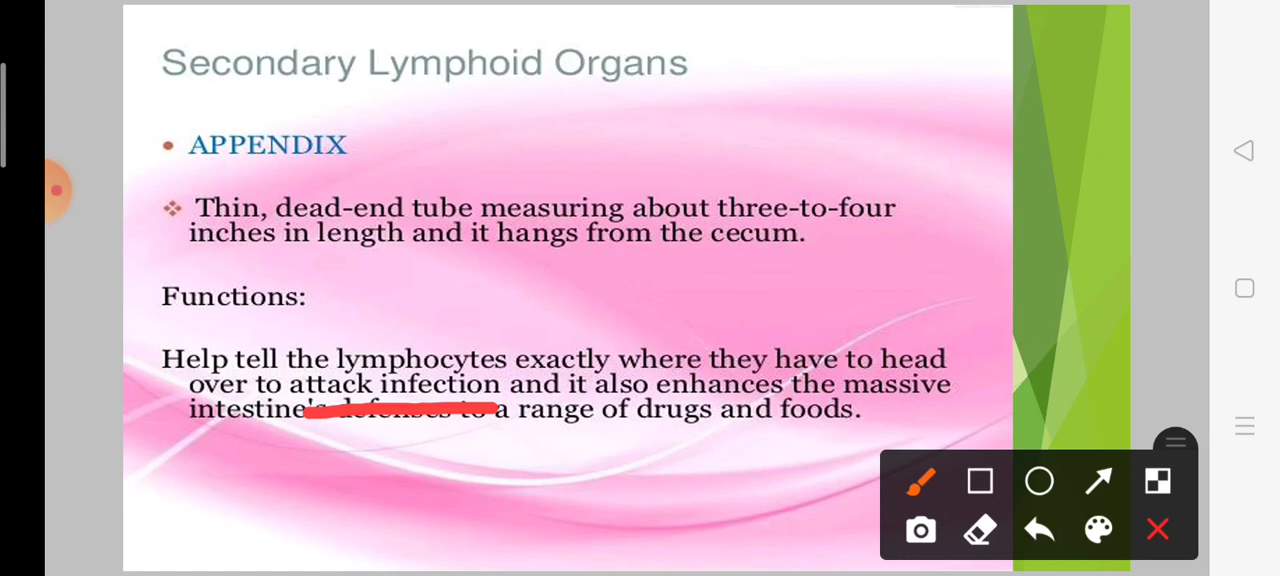 Secondary Lymphoid Organs
• APPENDIX
❖ Thin, dead-end tube measuring about three-to-four
inches in length and it hangs from the cecum.
Functions:
Help tell the lymphocytes exactly where they have to head
over to attack infection and it also enhances the massive
intestine's defenses to a range of drugs and foods.